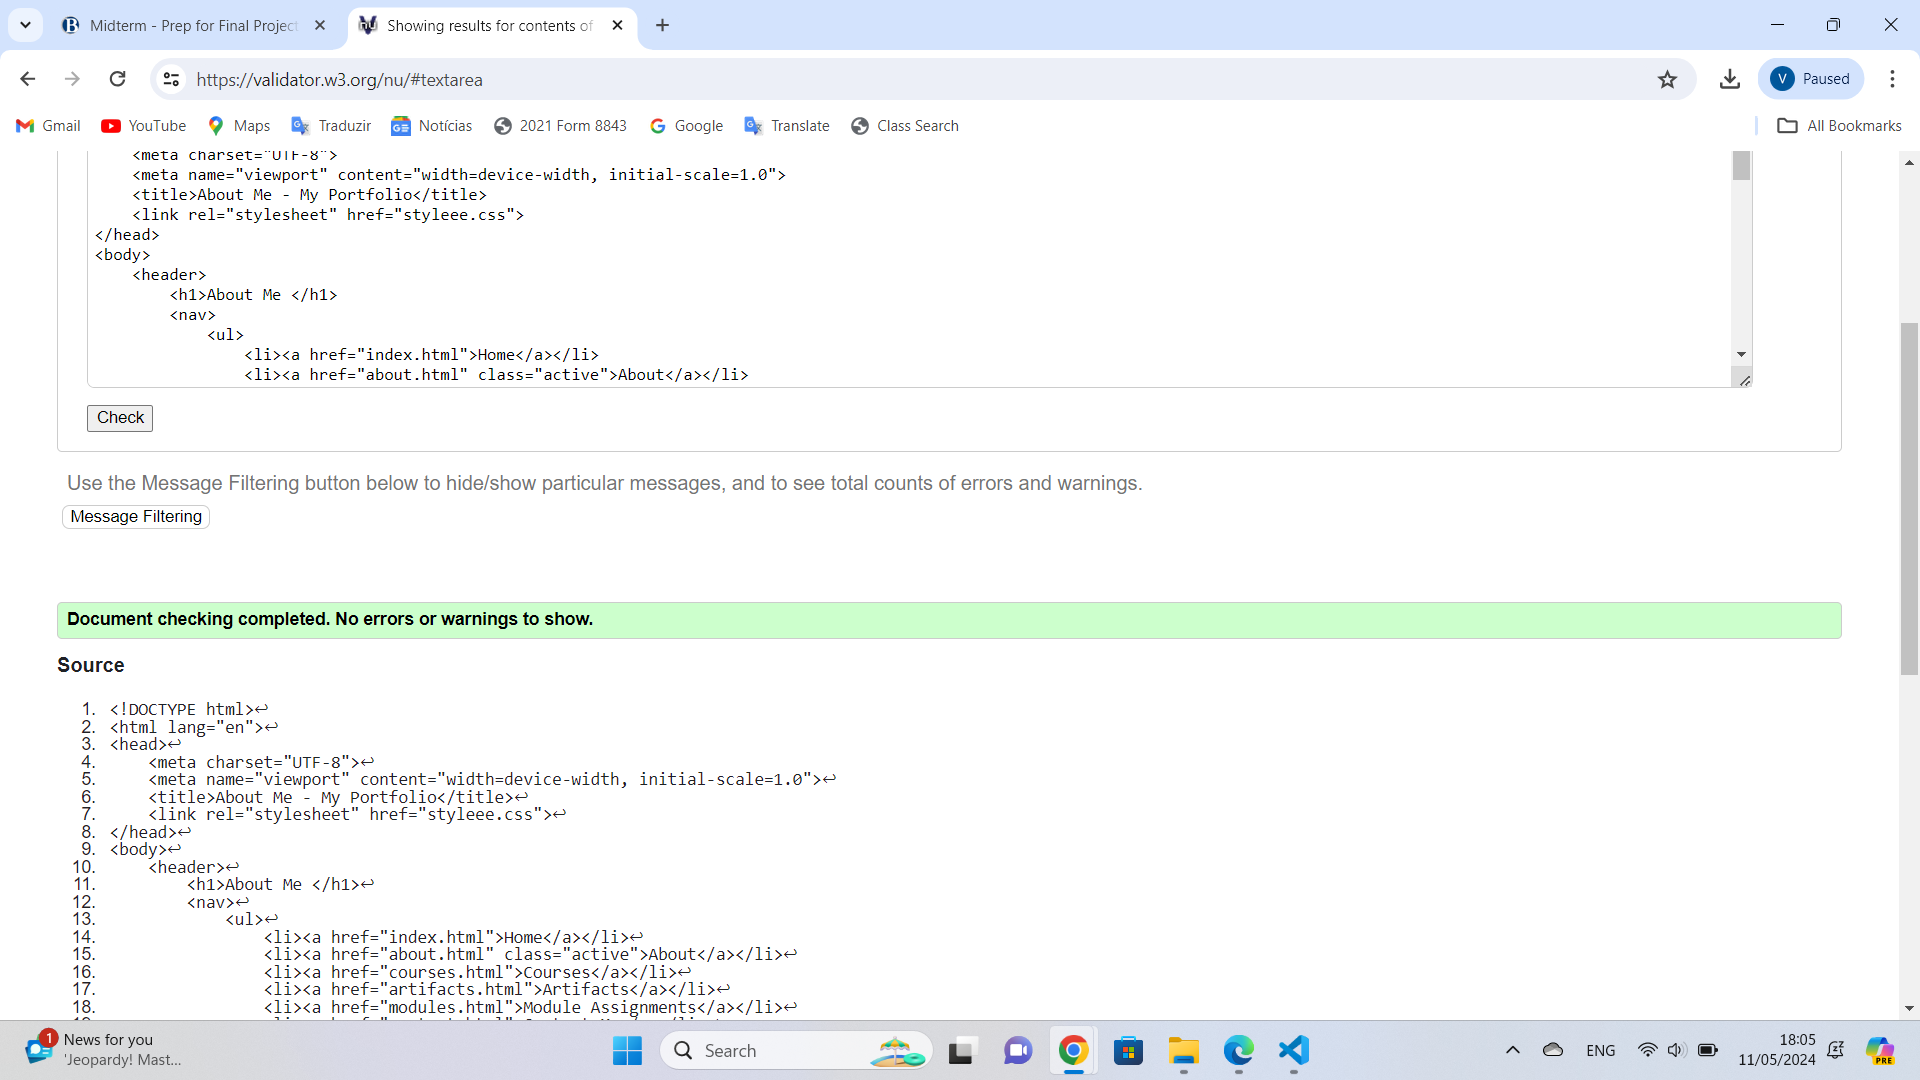 Midterm - Prep for Final Project
Showing results for contents of
https://validator.w3.org/nu/#textarea
V
Paused
Gmail
YouTube
Maps
Traduzir
Notícias
2021 Form 8843
Google
Translate
Class Search
All Bookmarks
<meta charset="UTF-8">
<meta name="viewport" content="width=device-width, initial-scale=1.0">
<title>About Me - My Portfolio</title>
<link rel="stylesheet" href="styleee.css">
</head>
<body>
<header>
<h1>About Me </h1>
<nav>
<ul>
<li><a href="index.html">Home</a></li>
<li><a href="about.html" class="active">About</a></li>
Check
Use the Message Filtering button below to hide/show particular messages, and to see total counts of errors and warnings.
Message Filtering
Document checking completed. No errors or warnings to show.
Source
1. <!DOCTYPE html>↩
2. <html lang="en">↩
3. <head>↩
4. <meta charset="UTF-8">↩
5. <meta name="viewport" content="width=device-width, initial-scale=1.0">↩
6. <title>About Me - My Portfolio</title>↩
7. <link rel="stylesheet" href="styleee.css">↩
8. </head>↩
9. <body>↩
10. <header>↩
11. <h1>About Me </h1>↩
12. <nav>↩
13. <ul>↩
14. <li><a href="index.html">Home</a></li>↩
15. <li><a href="about.html" class="active">About</a></li>↩
16. <li><a href="courses.html">Courses</a></li>↩
17. <li><a href="artifacts.html">Artifacts</a></li>↩
18. <li><a href="modules.html">Module Assignments</a></li>↩
1
News for you
'Jeopardy! Mast...
Search
ENG
18:05
11/05/2024
PRE